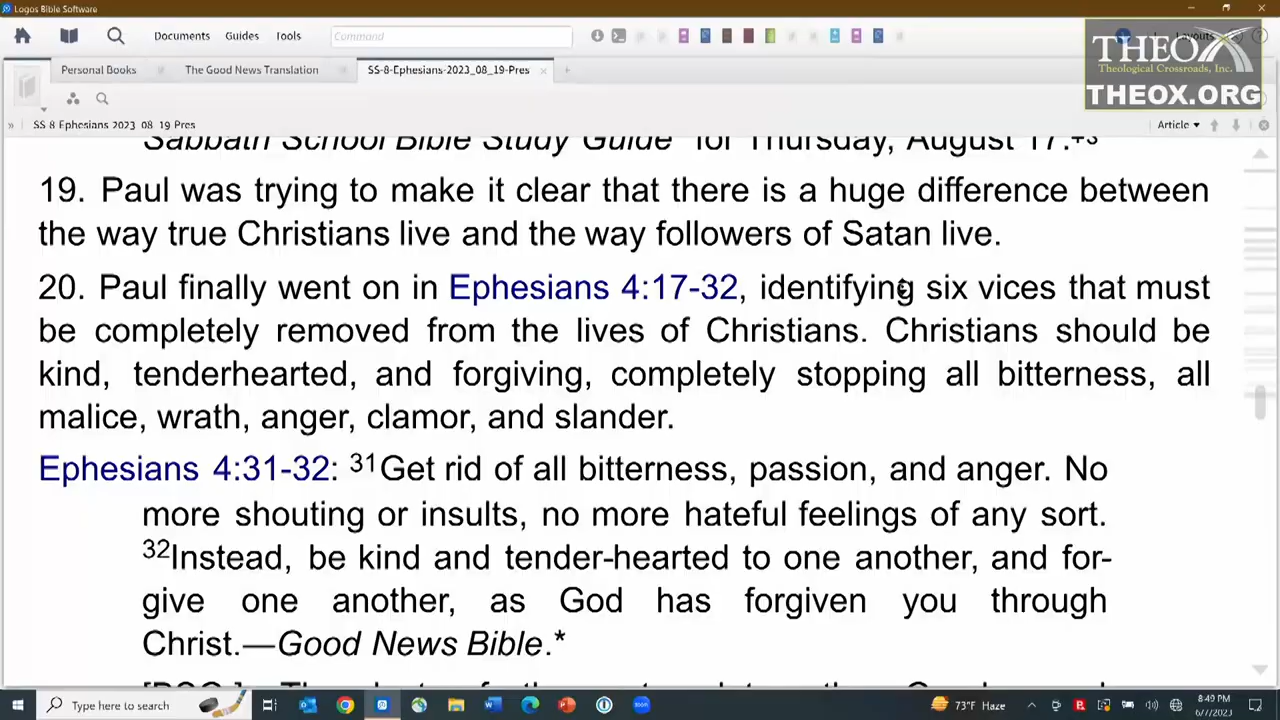 Logos Bible Software
Documents Guides Tools Command
Personal Books The Good News Translation SS-8-Ephesians-2023_08_19-Pres
THEOX
Theological Crossroads, Inc.
THEOX.ORG
» SS-8-Ephesians-2023_08_19-Pres Article
Sabbath School Bible Study Guide for Thursday, August 17.‡3
19. Paul was trying to make it clear that there is a huge difference between
the way true Christians live and the way followers of Satan live.
20. Paul finally went on in Ephesians 4:17-32, identifying six vices that must
be completely removed from the lives of Christians. Christians should be
kind, tenderhearted, and forgiving, completely stopping all bitterness, all
malice, wrath, anger, clamor, and slander.
Ephesians 4:31-32: 31Get rid of all bitterness, passion, and anger. No
more shouting or insults, no more hateful feelings of any sort.
32Instead, be kind and tender-hearted to one another, and for-
give one another, as God has forgiven you through
Christ.—Good News Bible.*
Type here to search 73°F Haze 8:49 PM
6/7/2023